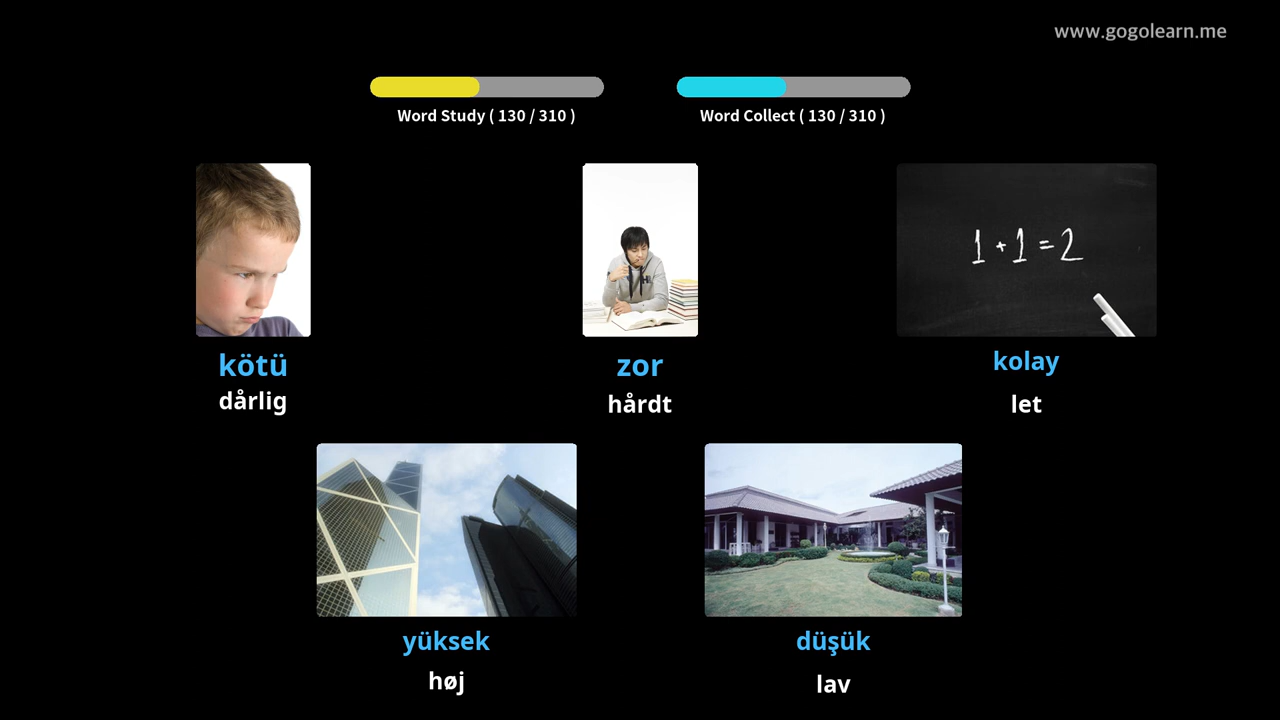 www.gogolearn.me
Word Study ( 130 / 310 )
Word Collect ( 130 / 310 )
1 + 1 = 2
kötü
dårlig
zor
hårdt
kolay
let
yüksek
høj
düşük
lav